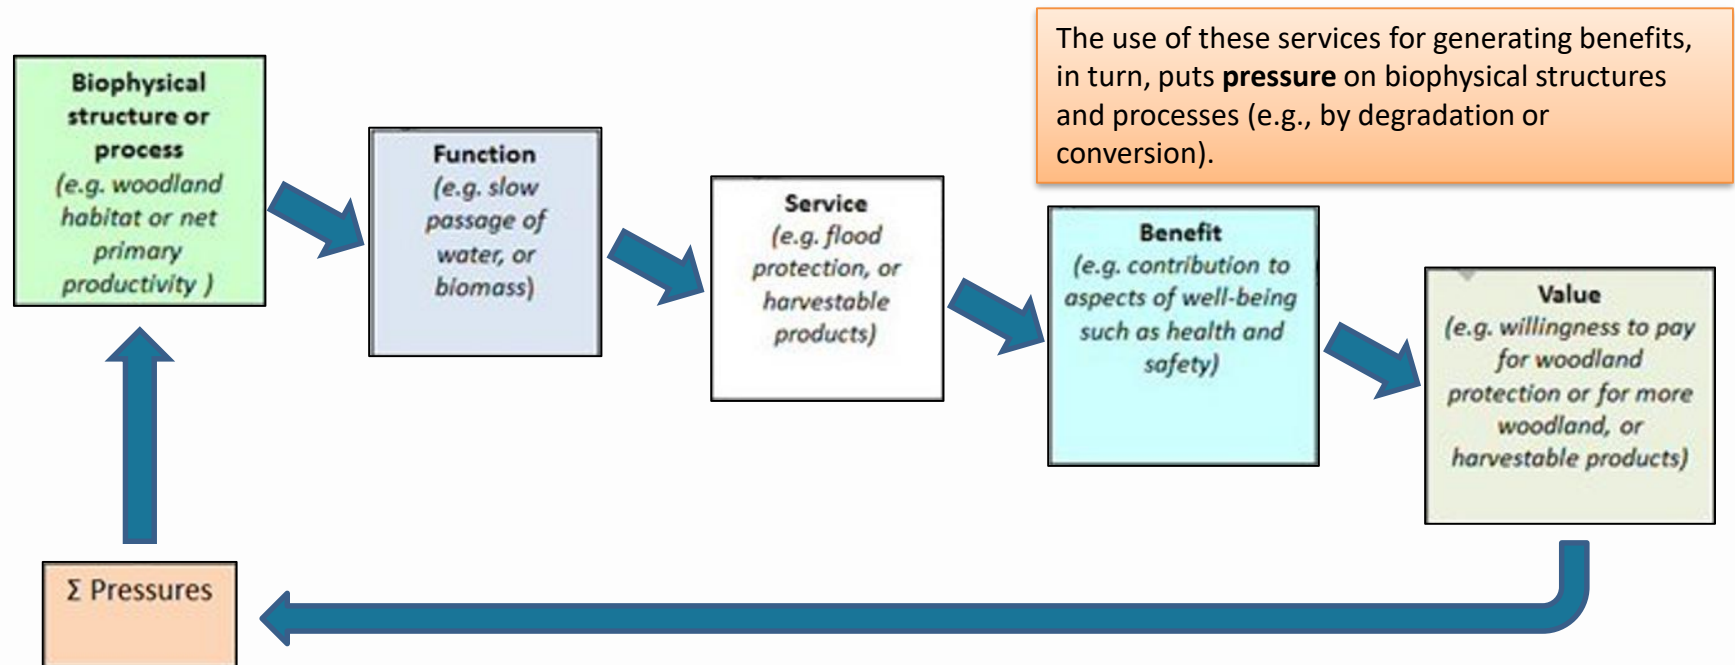 The use of these services for generating benefits,
in turn, puts pressure on biophysical structures
and processes (e.g., by degradation or
conversion).
Biophysical
structure or
process
(e.g. woodland
habitat or net
primary
productivity )
Function
(e.g. slow
passage of
water, or
biomass)
Service
(e.g. flood
protection, or
harvestable
products)
Benefit
(e.g. contribution to
aspects of well-being
such as health and
safety)
Value
(e.g. willingness to pay
for woodland
protection or for more
woodland, or
harvestable products)
Σ Pressures